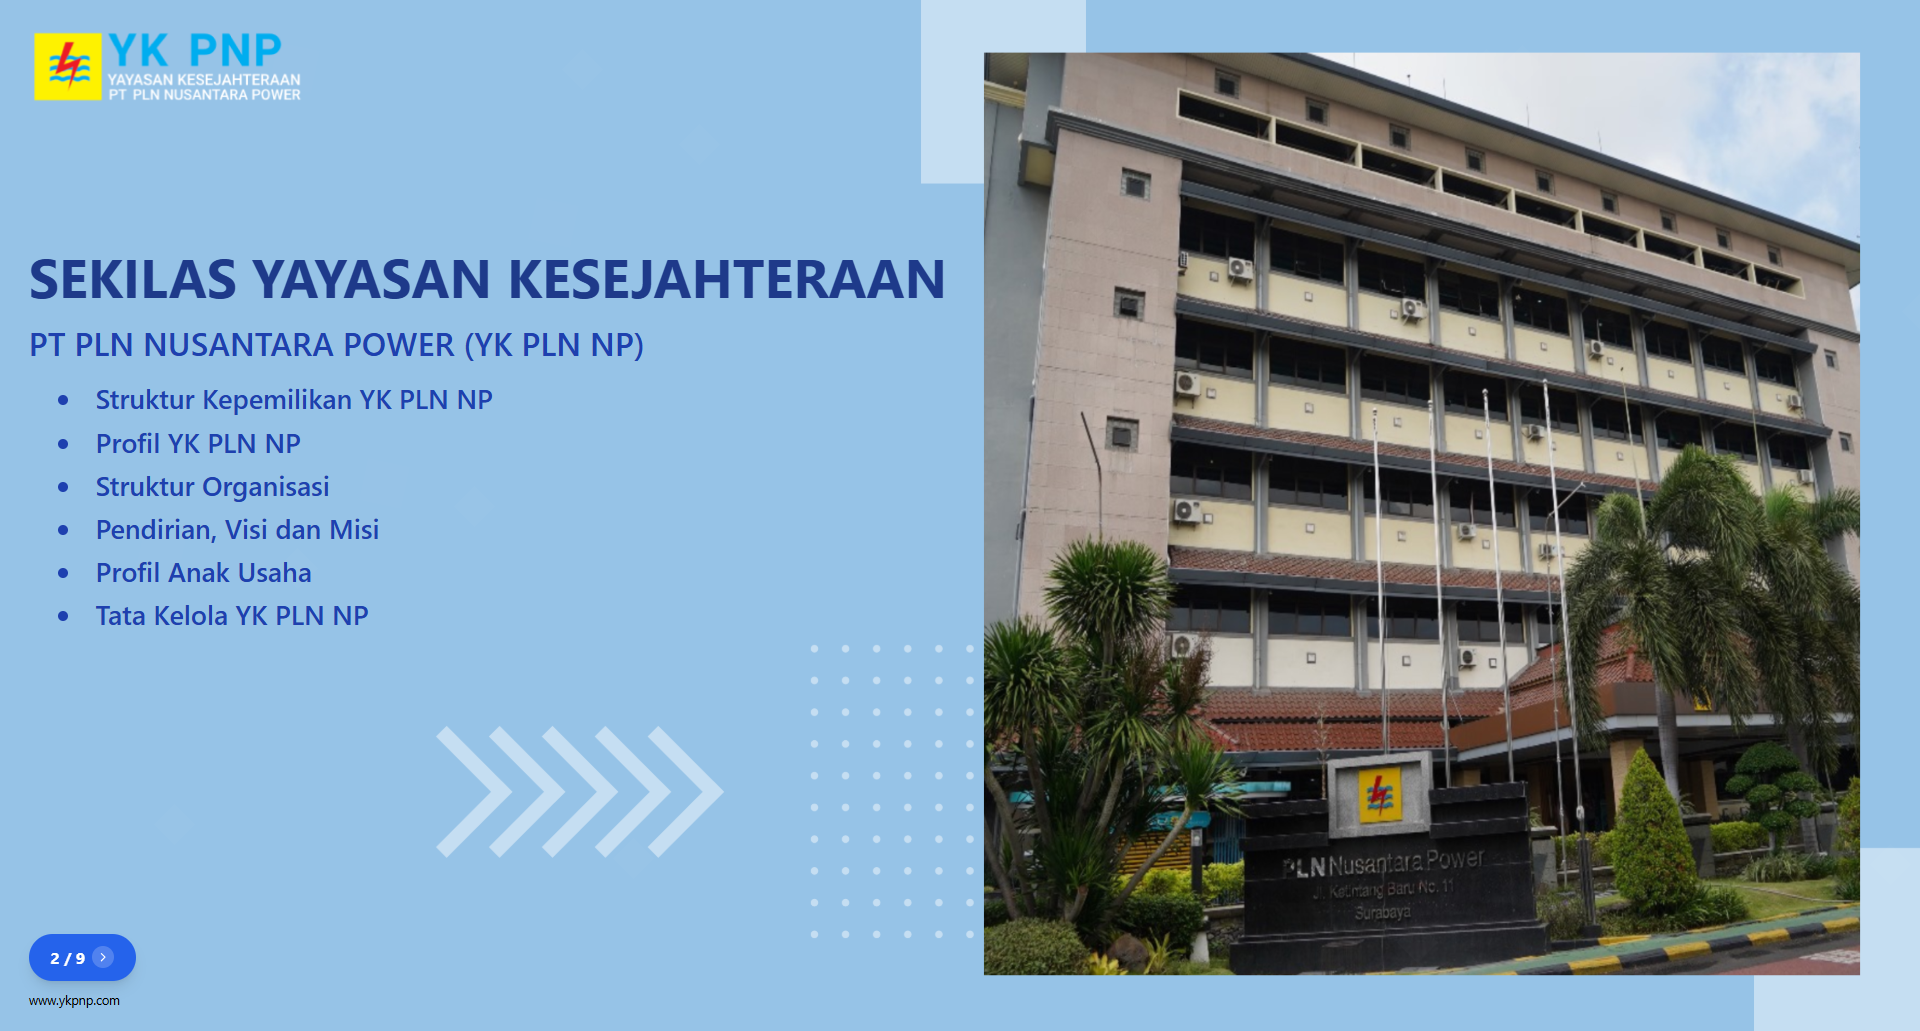 YK PNP
YAYASAN KESEJAHTERAAN
PT PLN NUSANTARA POWER
SEKILAS YAYASAN KESEJAHTERAAN
PT PLN NUSANTARA POWER (YK PLN NP)
• Struktur Kepemilikan YK PLN NP
• Profil YK PLN NP
• Struktur Organisasi
• Pendirian, Visi dan Misi
• Profil Anak Usaha
• Tata Kelola YK PLN NP
PLN Nusantara Power
Jl. Ketintang Baru No. 11
Surabaya
2 / 9
www.ykpnp.com